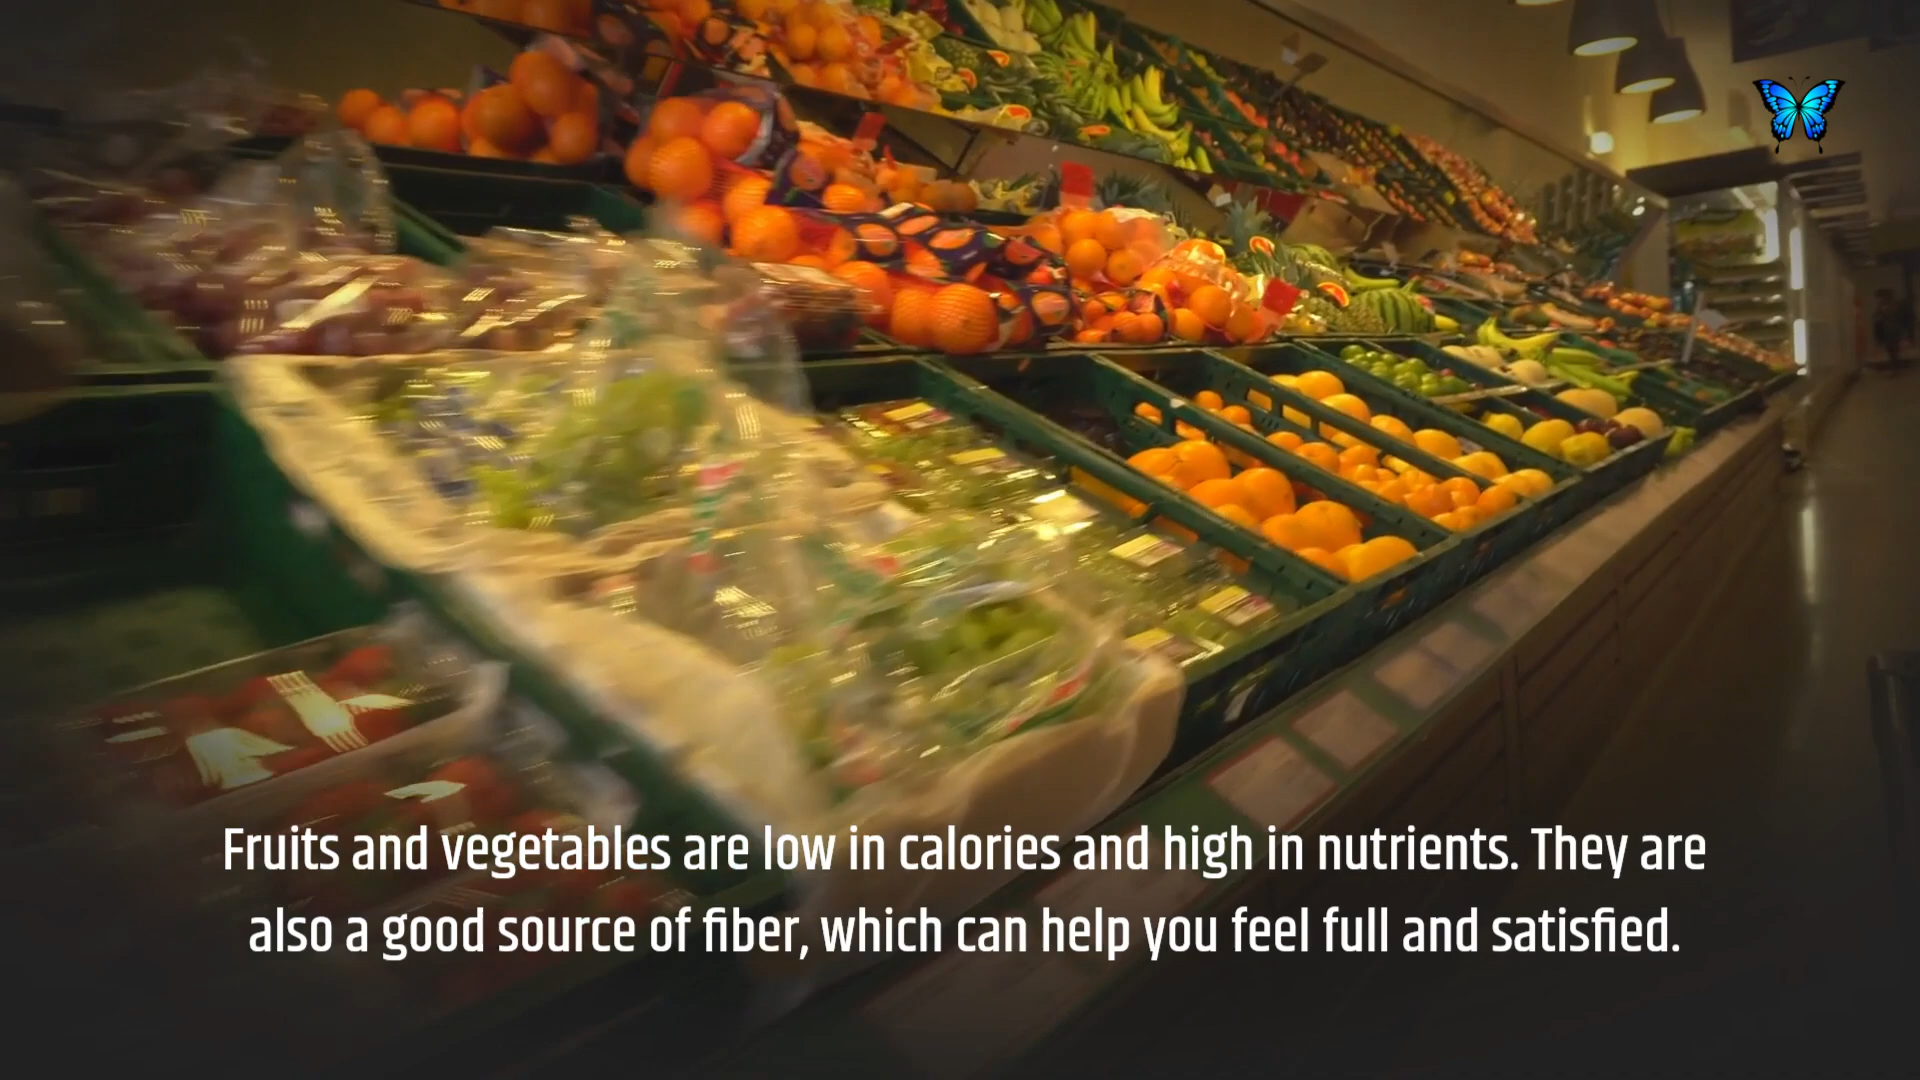 Fruits and vegetables are low in calories and high in nutrients. They are
also a good source of fiber, which can help you feel full and satisfied.